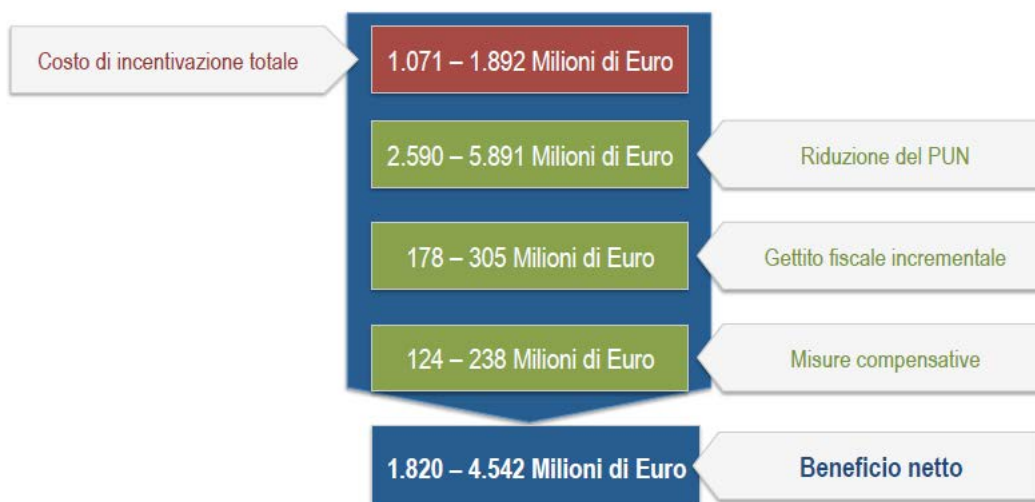 Costo di incentivazione totale
1.071 – 1.892 Milioni di Euro
2.590 – 5.891 Milioni di Euro
Riduzione del PUN
178 – 305 Milioni di Euro
Gettito fiscale incrementale
124 – 238 Milioni di Euro
Misure compensative
1.820 – 4.542 Milioni di Euro
Beneficio netto